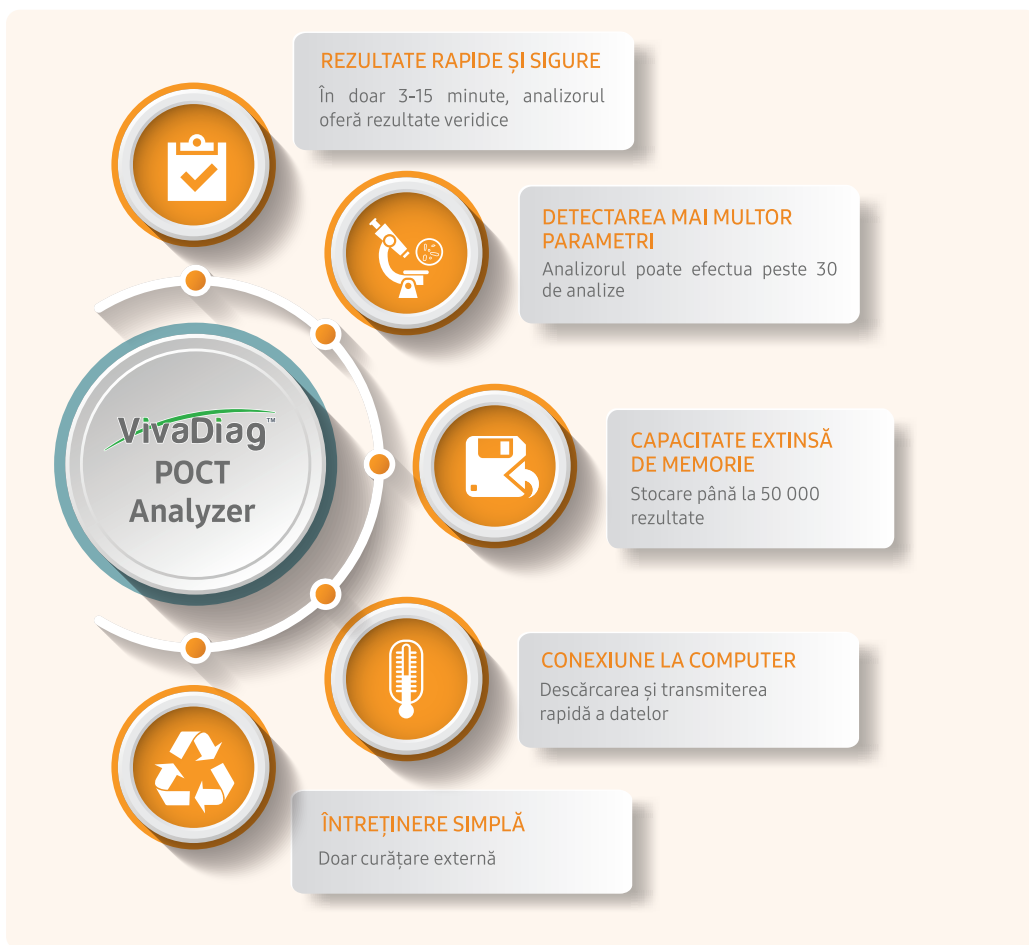 REZULTATE RAPIDE ȘI SIGURE
În doar 3-15 minute, analizorul
oferă rezultate veridice
DETECTAREA MAI MULTOR
PARAMETRI
Analizorul poate efectua peste 30
de analize
VivaDiag™
POCT
Analyzer
CAPACITATE EXTINSĂ
DE MEMORIE
Stocare până la 50 000
rezultate
CONEXIUNE LA COMPUTER
Descărcarea și transmiterea
rapidă a datelor
ÎNTREȚINERE SIMPLĂ
Doar curățare externă